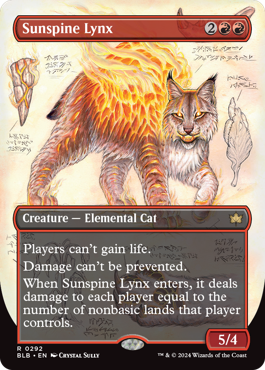 Sunspine Lynx 2
Creature — Elemental Cat
Players can't gain life.
Damage can't be prevented.
When Sunspine Lynx enters, it deals
damage to each player equal to the
number of nonbasic lands that player
controls.
5/4
R 0292
BLB • EN CRYSTAL SULLY
™ & © 2024 Wizards of the Coast